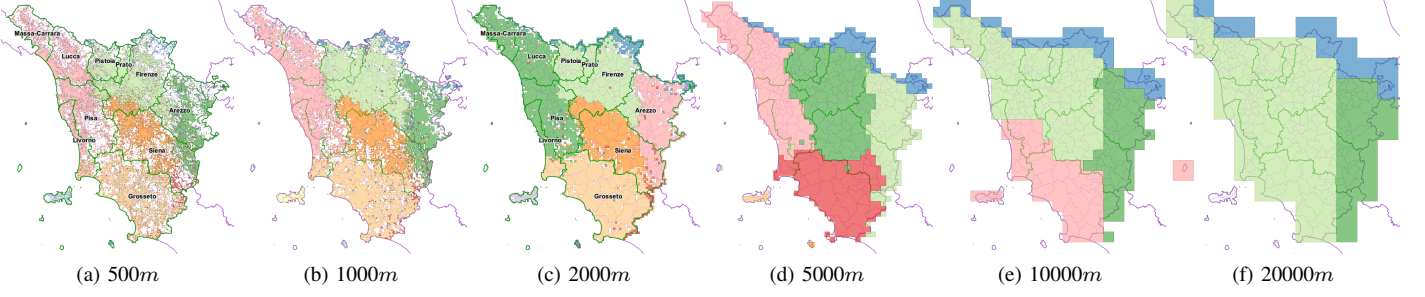 Massa-Carrara
Lucca
Pistoia
Prato
Firenze
Arezzo
Pisa
Livorno
Siena
Grosseto
Massa-Carrara
Lucca
Pistoia
Prato
Firenze
Arezzo
Pisa
Livorno
Siena
Grosseto
(a) 500m
(b) 1000m
(c) 2000m
(d) 5000m
(e) 10000m
(f) 20000m